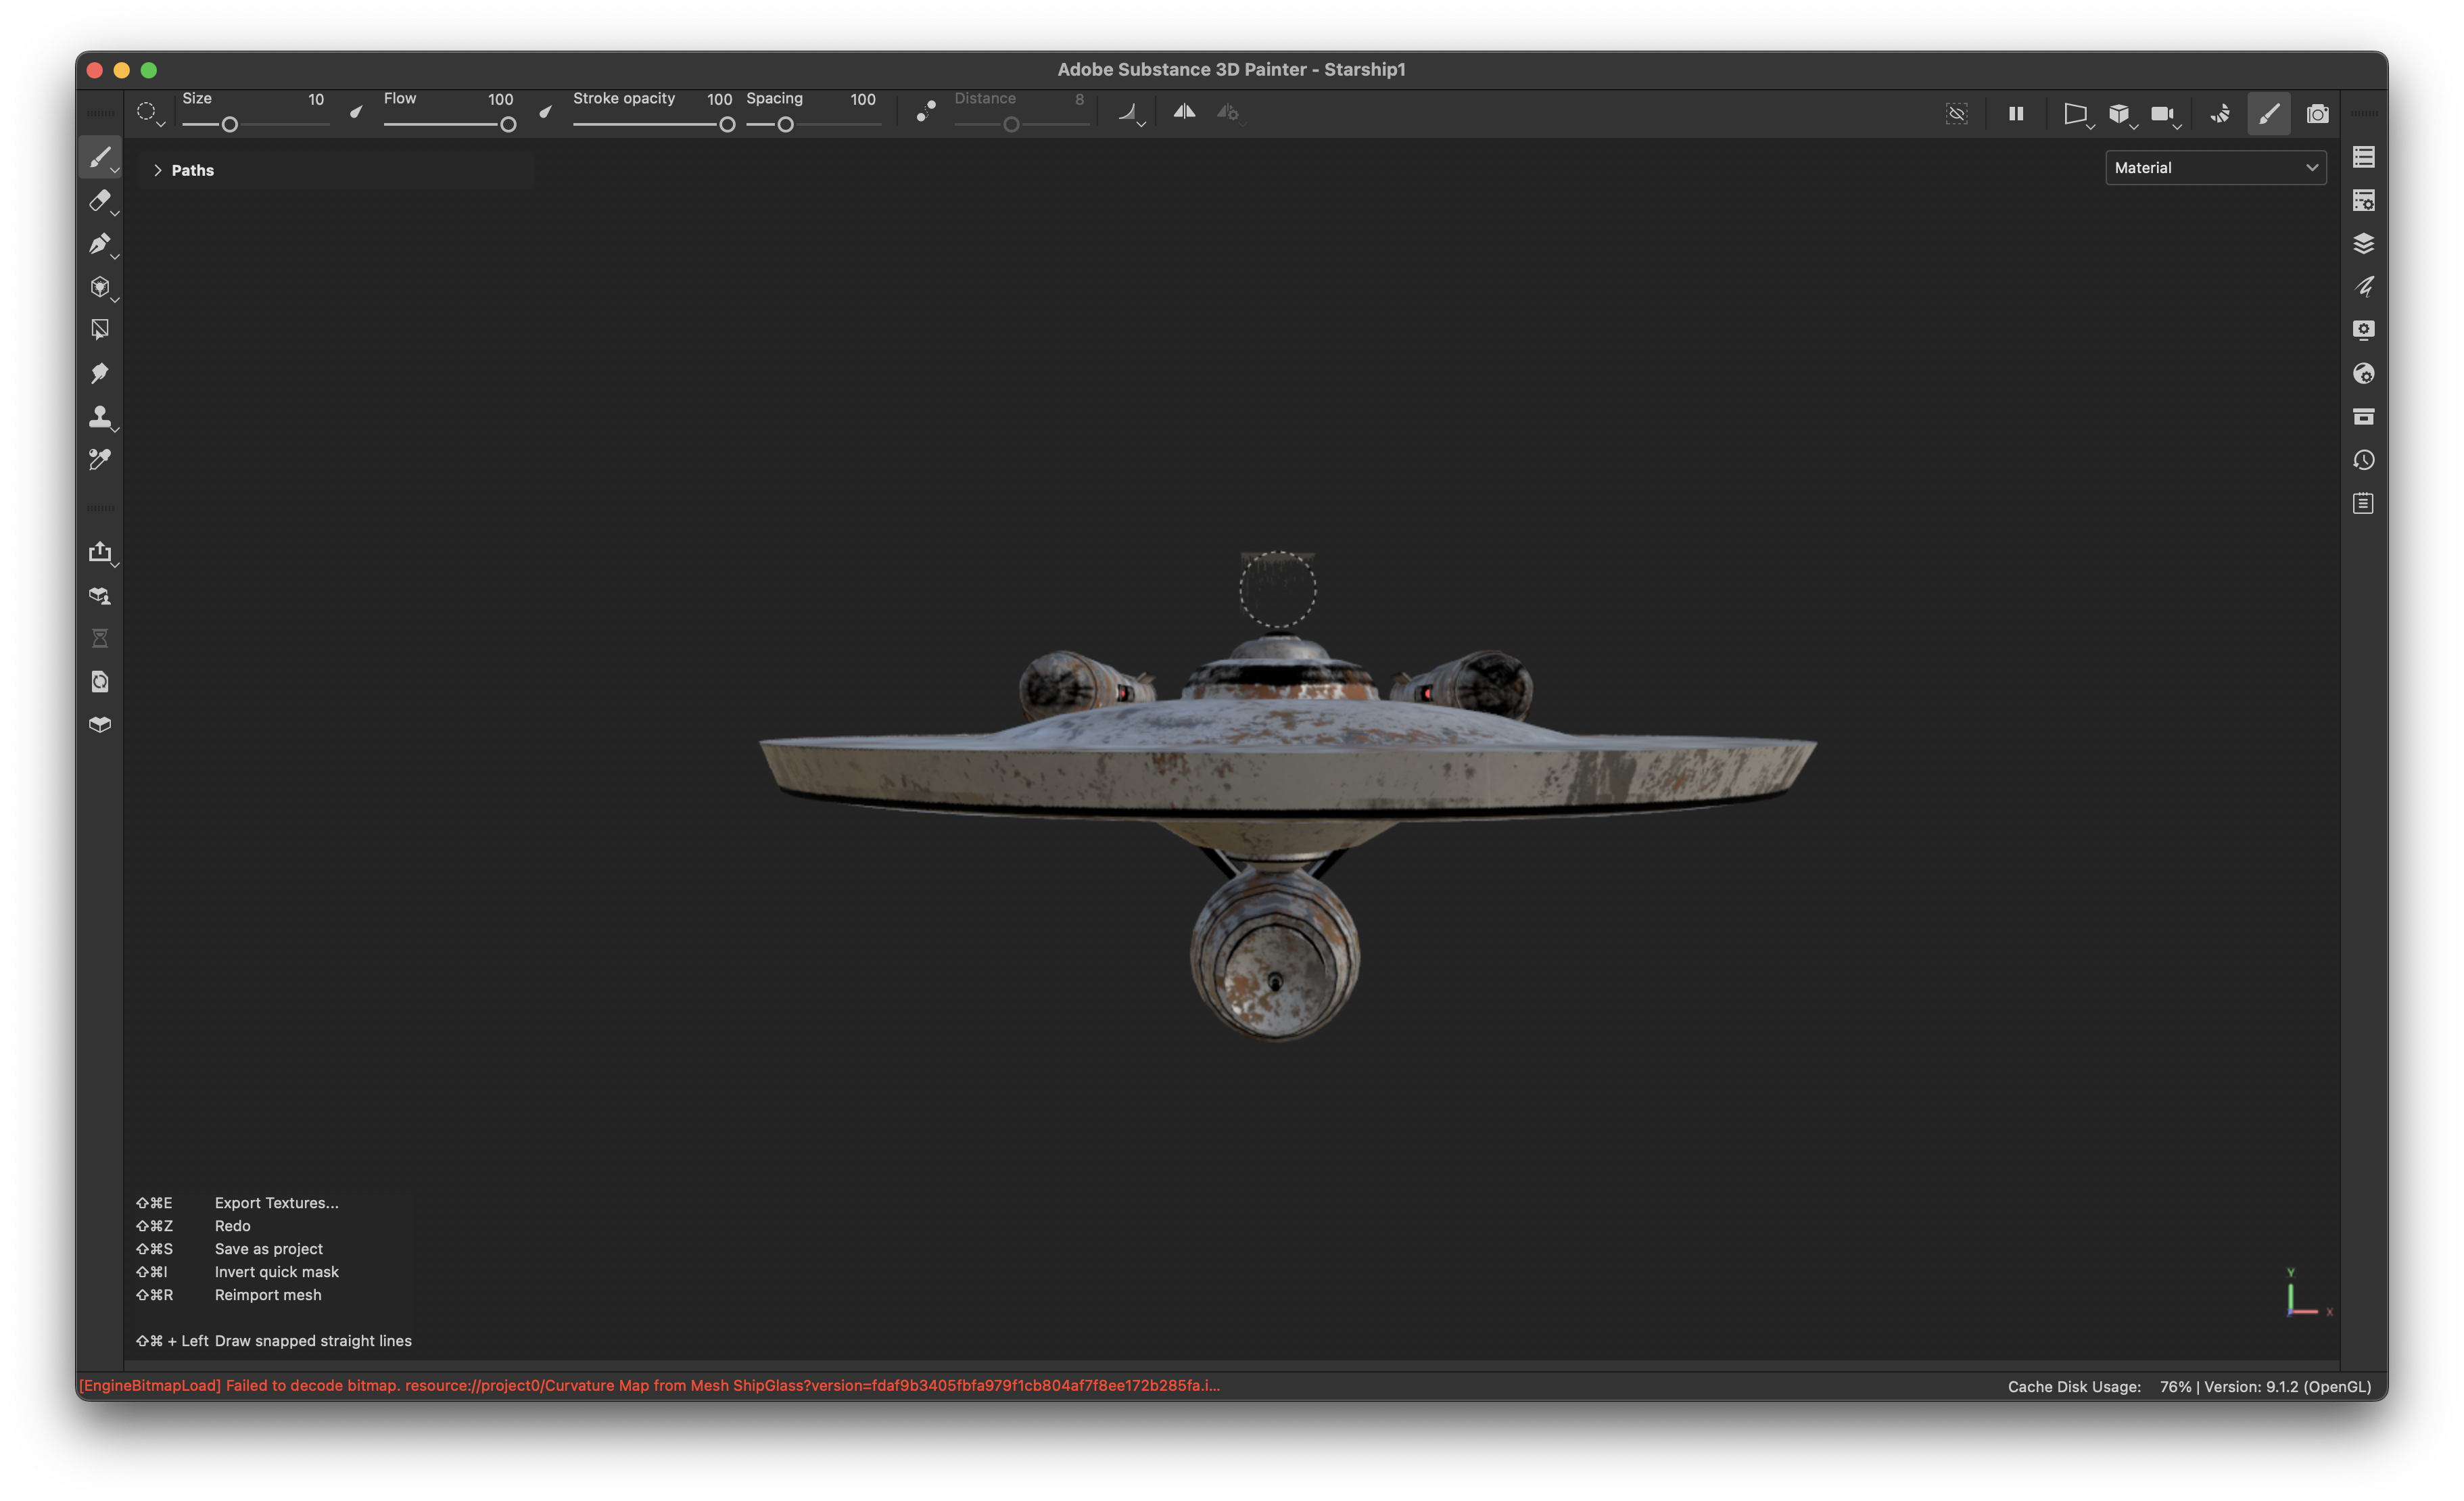 Adobe Substance 3D Painter - Starship1
Size 10 Flow 100 Stroke opacity 100 Spacing 100 Distance 8
Paths
Material
⇧⌘E Export Textures...
⇧⌘Z Redo
⇧⌘S Save as project
⇧⌘I Invert quick mask
⇧⌘R Reimport mesh
⇧⌘ + Left Draw snapped straight lines
Y
X
[EngineBitmapLoad] Failed to decode bitmap. resource://project0/Curvature Map from Mesh ShipGlass?version=fdaf9b3405fbfa979f1cb804af7f8ee172b285fa.i...
Cache Disk Usage: 76% | Version: 9.1.2 (OpenGL)